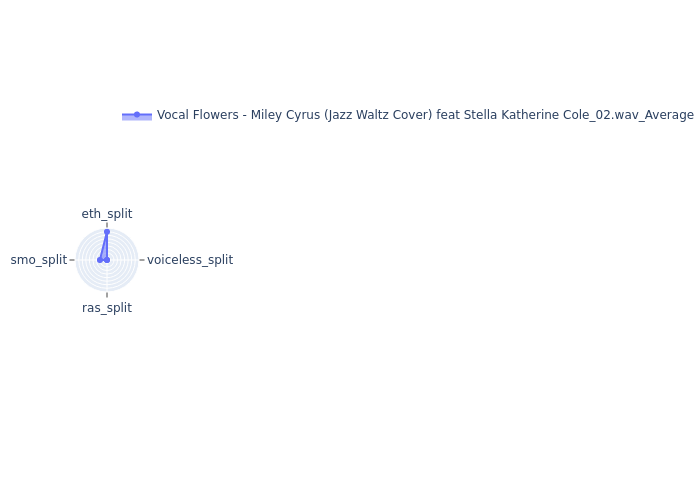 Vocal Flowers - Miley Cyrus (Jazz Waltz Cover) feat Stella Katherine Cole_02.wav_Average
eth_split
smo_split
voiceless_split
ras_split